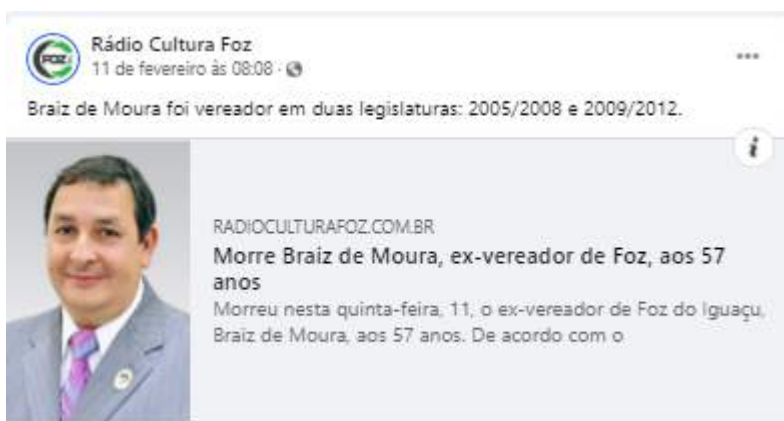 FOZ
Rádio Cultura Foz
11 de fevereiro às 08:08 ·
Braiz de Moura foi vereador em duas legislaturas: 2005/2008 e 2009/2012.
i
RADIOCULTURAFOZ.COM.BR
Morre Braiz de Moura, ex-vereador de Foz, aos 57
anos
Morreu nesta quinta-feira, 11, o ex-vereador de Foz do Iguaçu,
Braiz de Moura, aos 57 anos. De acordo com o